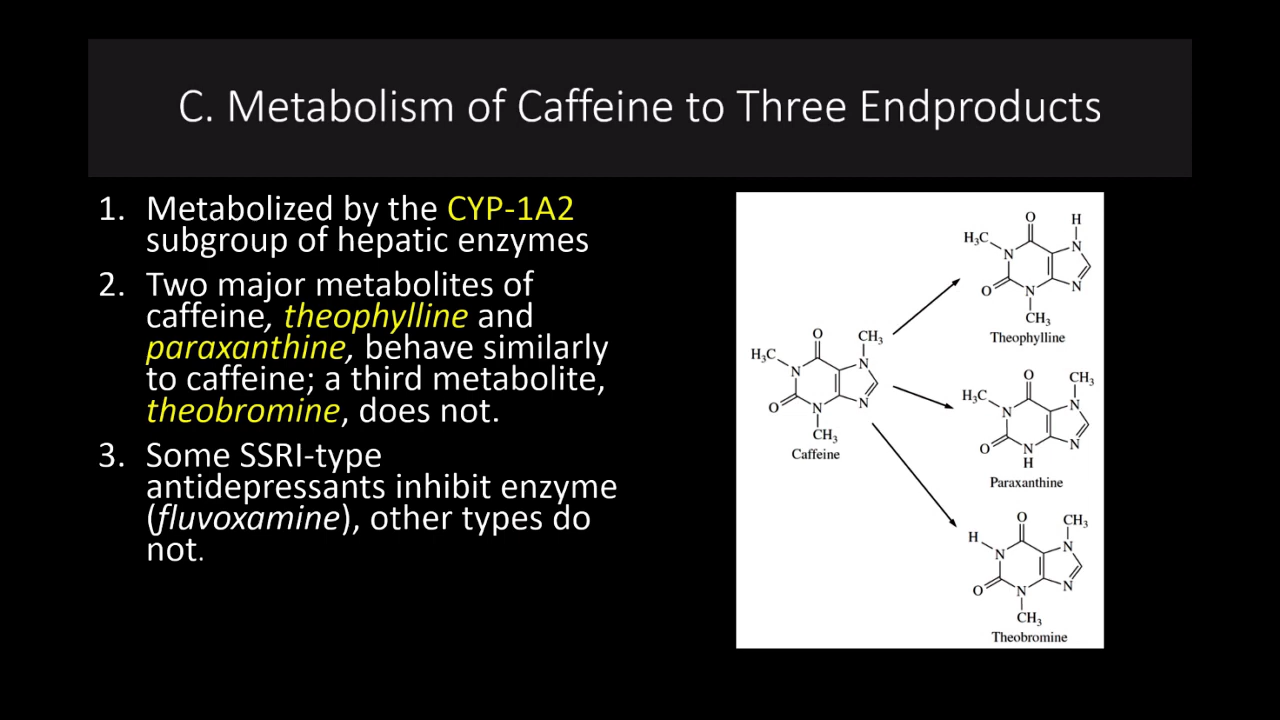 C. Metabolism of Caffeine to Three Endproducts
1. Metabolized by the CYP-1A2
subgroup of hepatic enzymes
2. Two major metabolites of
caffeine, theophylline and
paraxanthine, behave similarly
to caffeine; a third metabolite,
theobromine, does not.
3. Some SSRI-type
antidepressants inhibit enzyme
(fluvoxamine), other types do
not.
O
H
H₃C
N
N
O
N
N
CH₃
Theophylline
O
CH₃
H₃C
N
N
O
N
N
CH₃
Caffeine
O
CH₃
H₃C
N
N
O
N
N
H
Paraxanthine
O
CH₃
H
N
N
O
N
N
CH₃
Theobromine